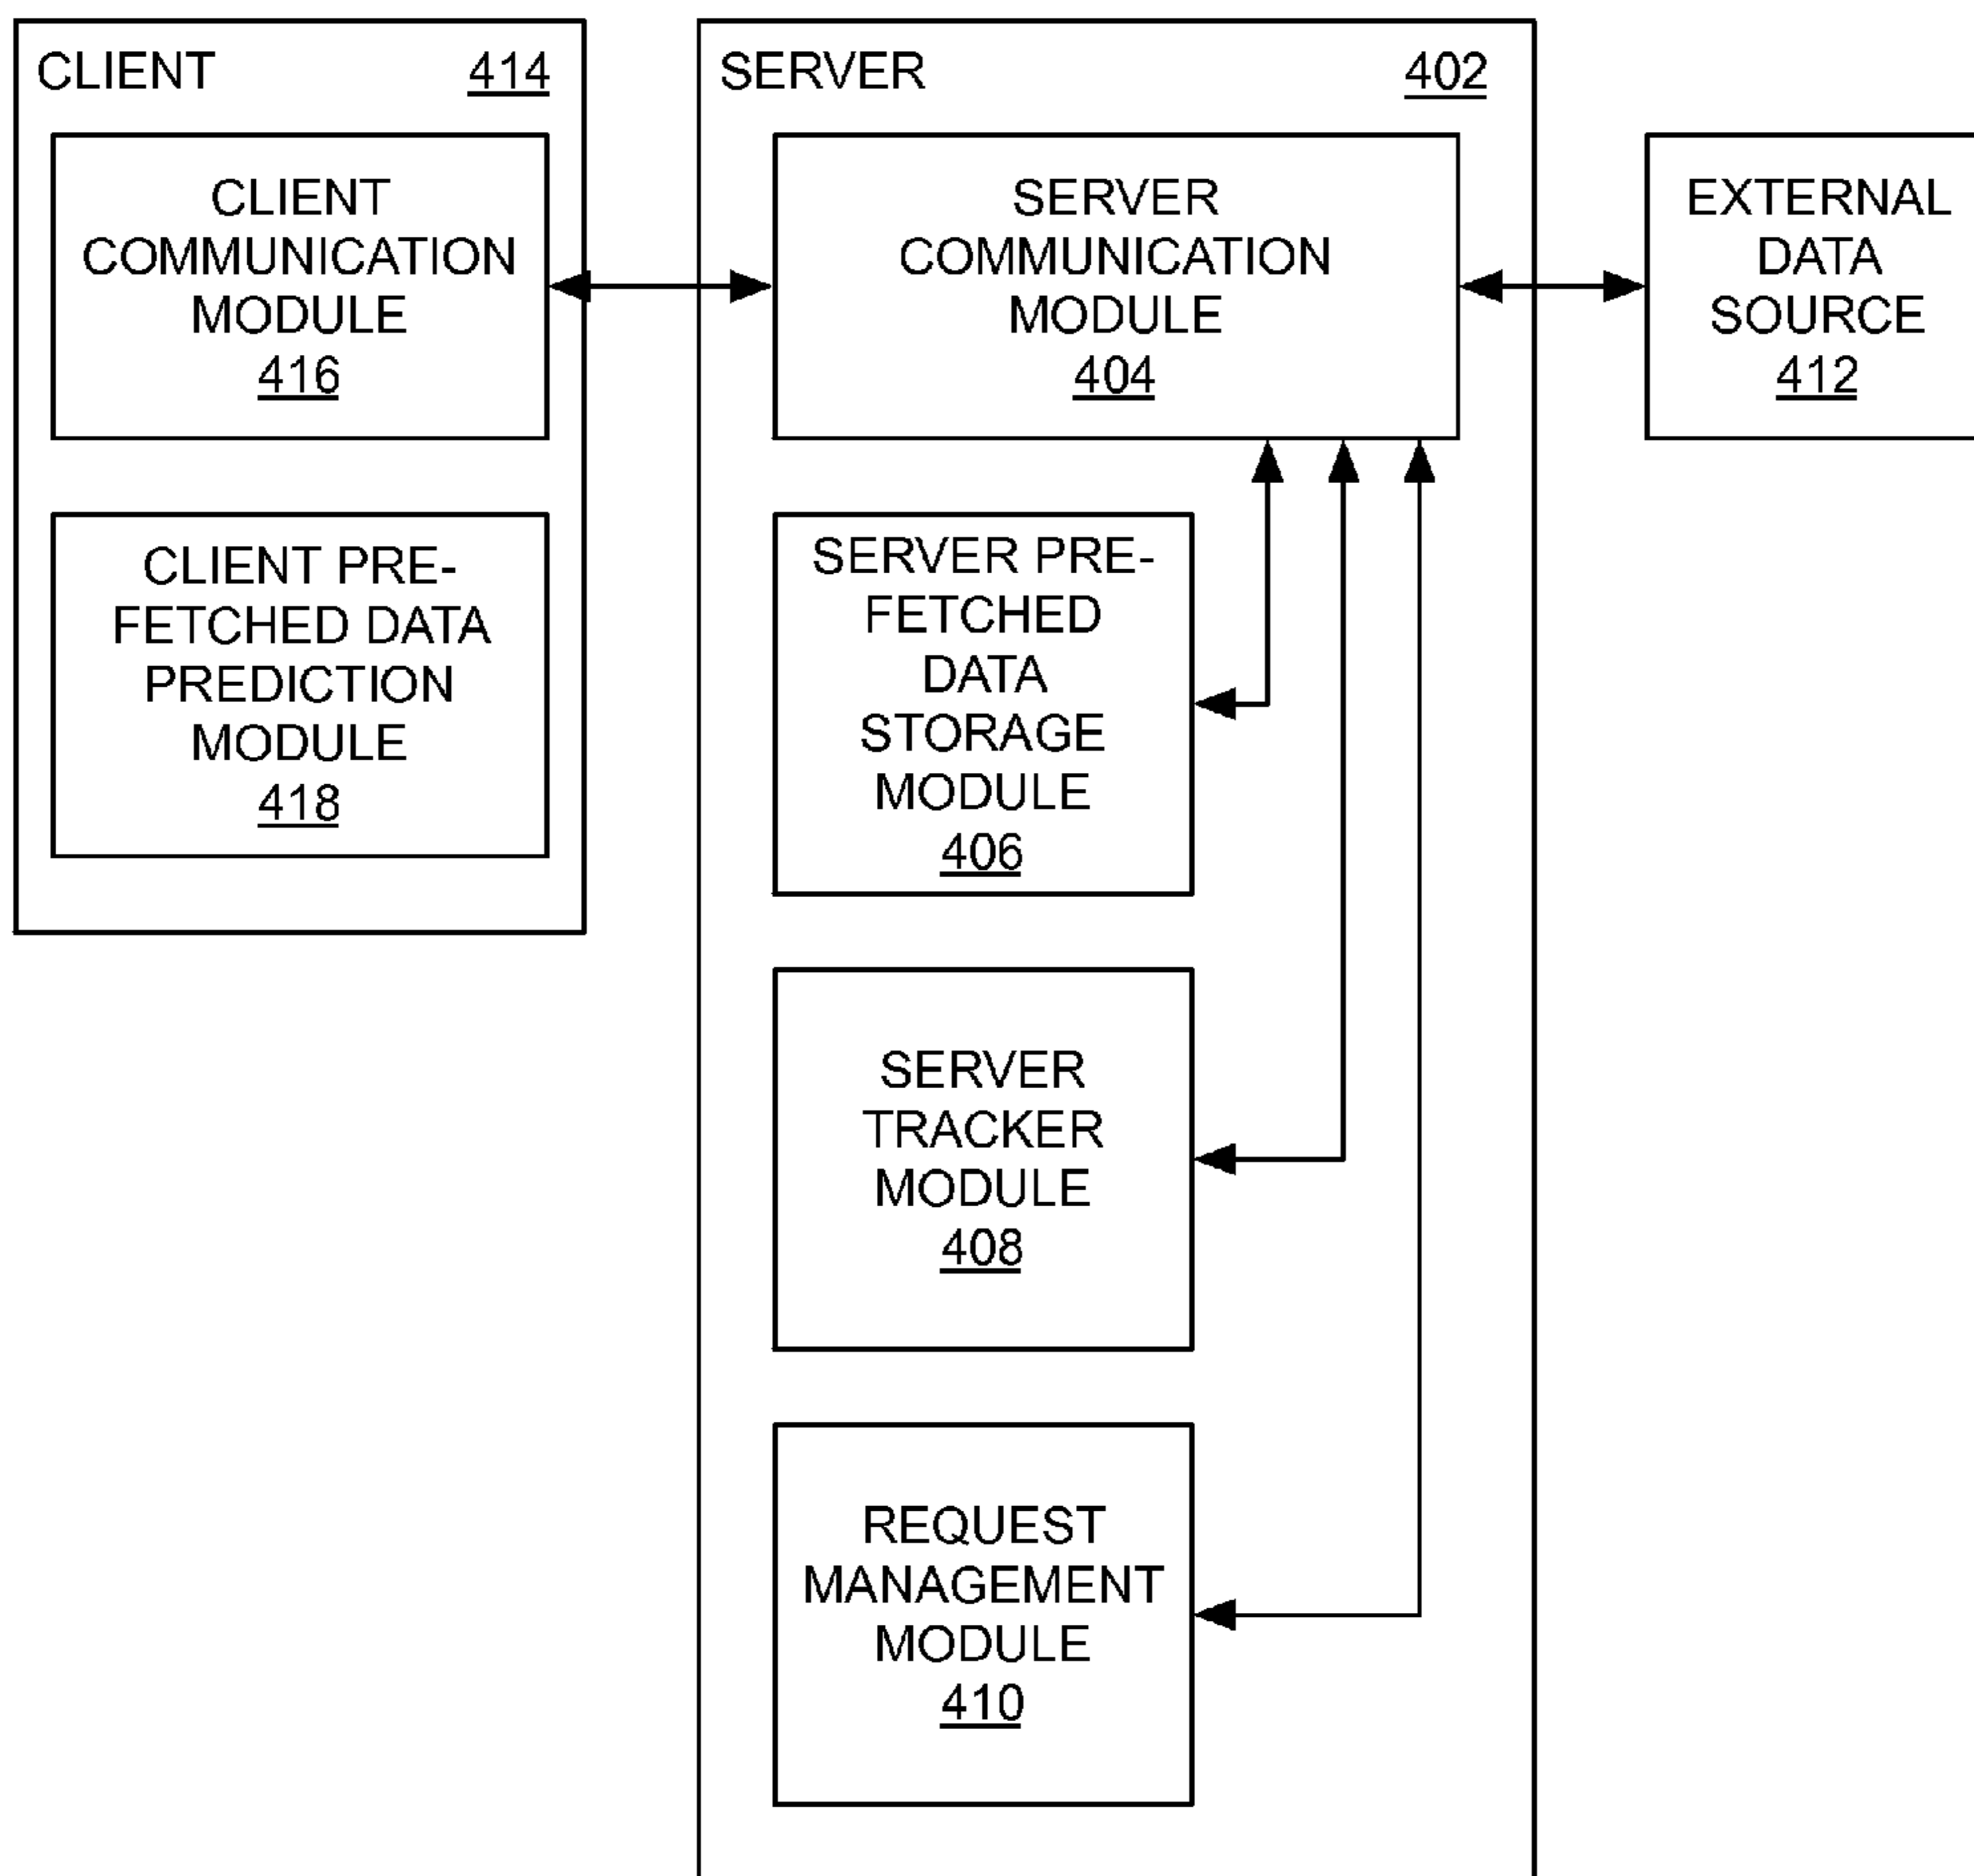 CLIENT 414
CLIENT
COMMUNICATION
MODULE
416
CLIENT PRE-
FETCHED DATA
PREDICTION
MODULE
418
SERVER 402
SERVER
COMMUNICATION
MODULE
404
SERVER PRE-
FETCHED
DATA
STORAGE
MODULE
406
SERVER
TRACKER
MODULE
408
REQUEST
MANAGEMENT
MODULE
410
EXTERNAL
DATA
SOURCE
412